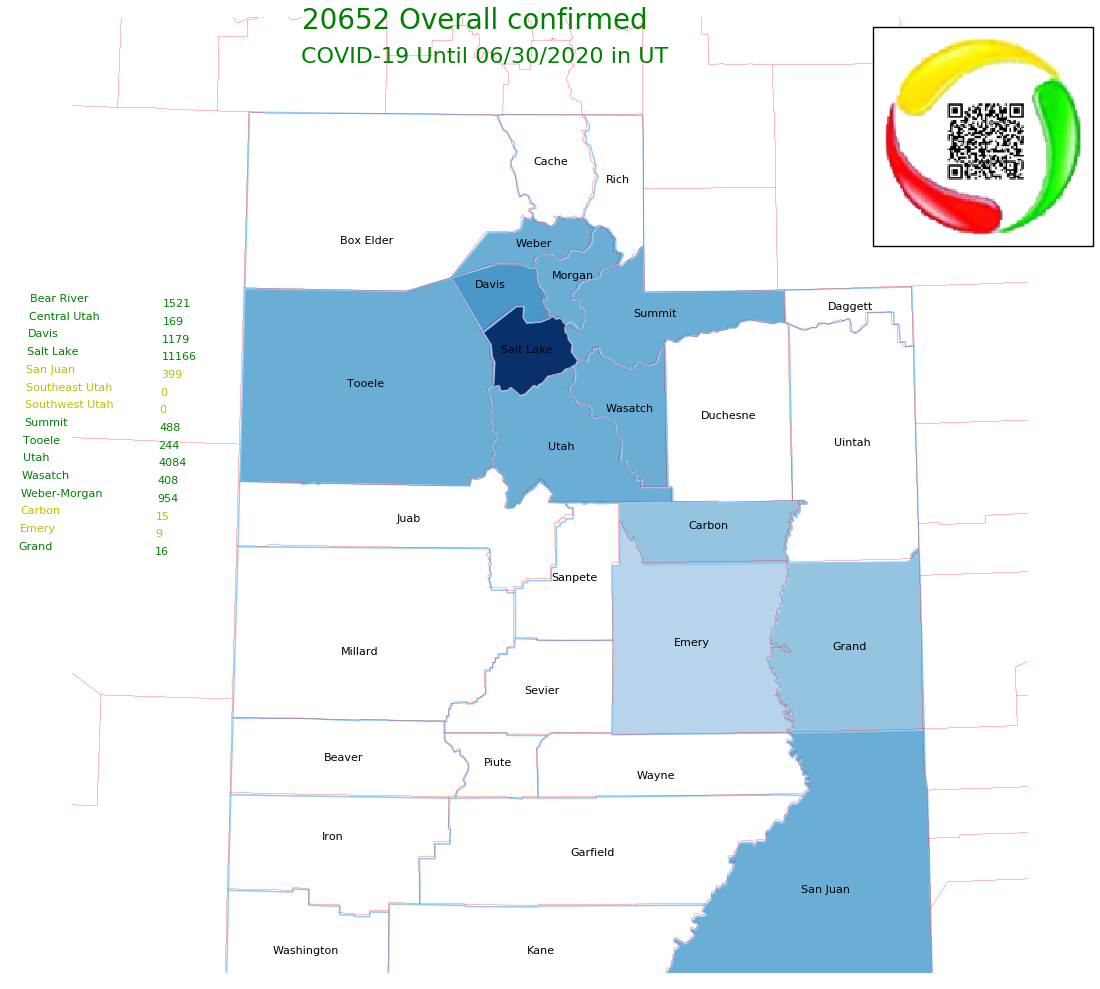 20652 Overall confirmed
COVID-19 Until 06/30/2020 in UT
Cache
Rich
Box Elder
Weber
Morgan
Davis
Summit
Daggett
Salt Lake
Tooele
Wasatch
Duchesne
Utah
Uintah
Juab
Carbon
Sanpete
Emery
Grand
Millard
Sevier
Beaver
Piute
Wayne
Iron
Garfield
San Juan
Washington
Kane
Bear River 1521
Central Utah 169
Davis 1179
Salt Lake 11166
San Juan 399
Southeast Utah 0
Southwest Utah 0
Summit 488
Tooele 244
Utah 4084
Wasatch 408
Weber-Morgan 954
Carbon 15
Emery 9
Grand 16